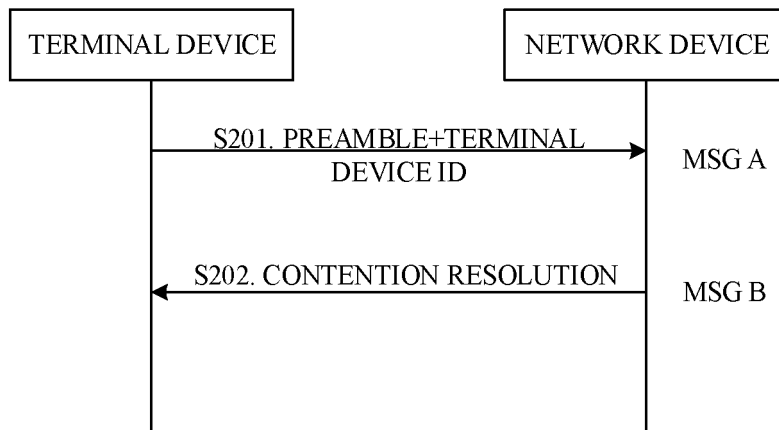 TERMINAL DEVICE
NETWORK DEVICE
S201. PREAMBLE+TERMINAL
DEVICE ID
MSG A
S202. CONTENTION RESOLUTION
MSG B